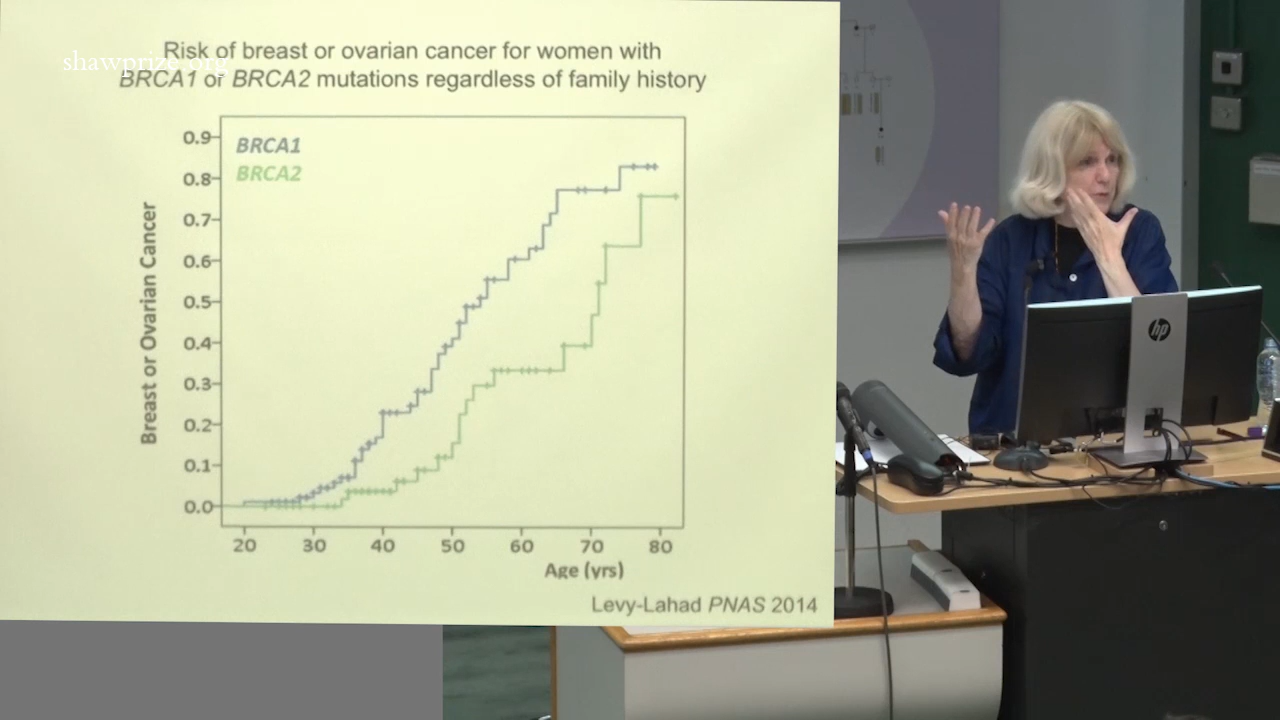 shawprize.org
Risk of breast or ovarian cancer for women with
BRCA1 or BRCA2 mutations regardless of family history
BRCA1
BRCA2
Breast or Ovarian Cancer
0.9
0.8
0.7
0.6
0.5
0.4
0.3
0.2
0.1
0.0
20 30 40 50 60 70 80
Age (yrs)
Levy-Lahad PNAS 2014
hp